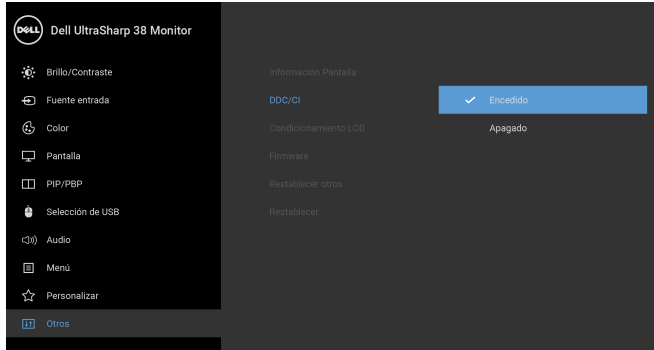 DELL Dell UltraSharp 38 Monitor
Brillo/Contraste
Fuente entrada
Color
Pantalla
PIP/PBP
Selección de USB
Audio
Menú
Personalizar
Otros
Información Pantalla
DDC/CI
Condicionamiento LCD
Firmware
Restablecer otros
Restablecer
Encedido
Apagado